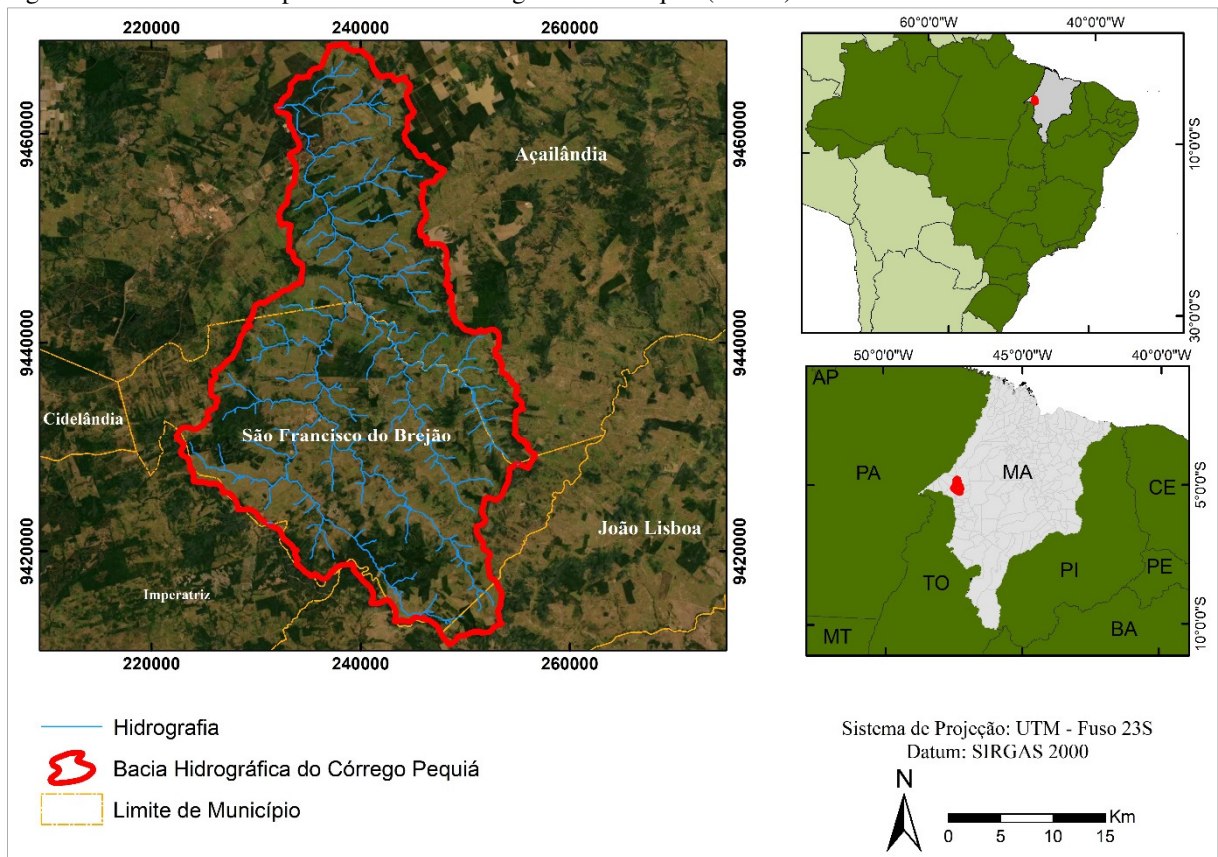 220000 240000 260000
9460000
9440000
9420000
Açailândia
Cidelândia
São Francisco do Brejão
João Lisboa
Imperatriz
9460000
9440000
9420000
220000 240000 260000
60°0'0"W 40°0'0"W
10°0'0"S
30°0'0"S
50°0'0"W 45°0'0"W 40°0'0"W
AP
PA
MA
CE
TO
PI
PE
MT
BA
5°0'0"S
10°0'0"S
Hidrografia
Bacia Hidrográfica do Córrego Pequiá
Limite de Município
Sistema de Projeção: UTM - Fuso 23S
Datum: SIRGAS 2000
N
Km
0 5 10 15